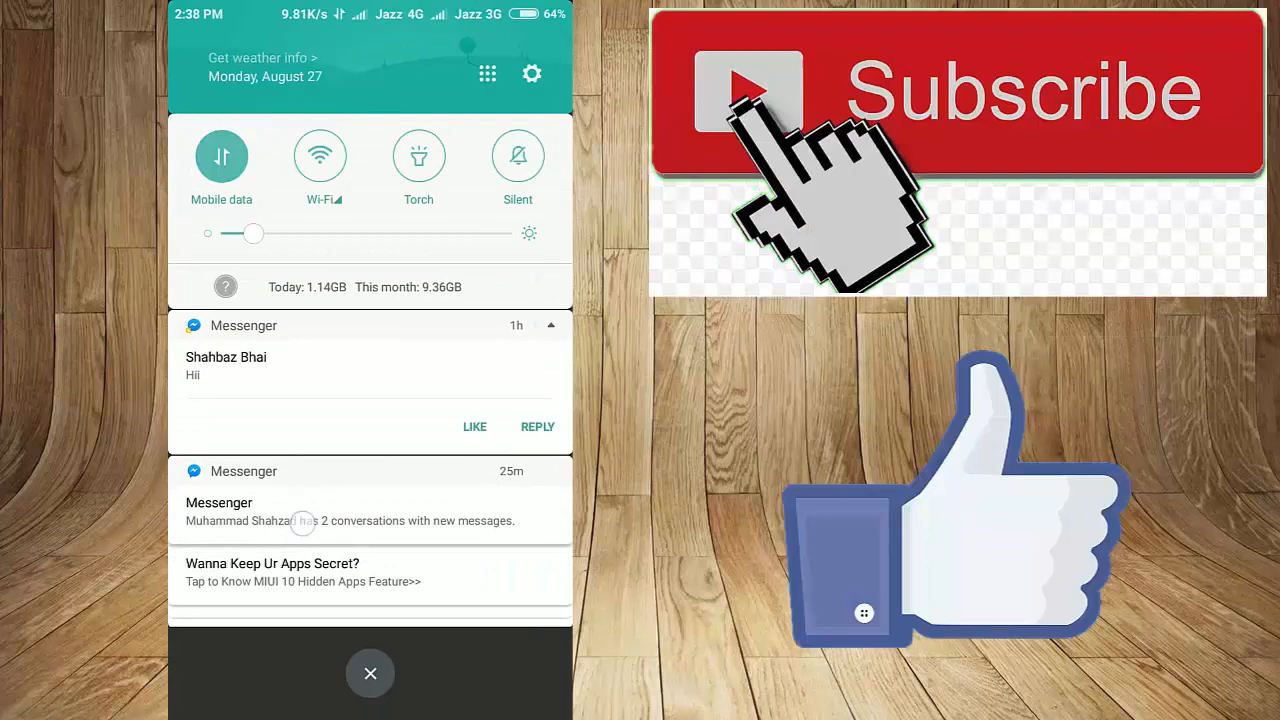 2:38 PM 9.81K/s Jazz 4G Jazz 3G 64%
Get weather info >
Monday, August 27
Mobile data Wi-Fi Torch Silent
? Today: 1.14GB This month: 9.36GB
Messenger 1h
Shahbaz Bhai
Hii
LIKE REPLY
Messenger 25m
Messenger
Muhammad Shahzad has 2 conversations with new messages.
Wanna Keep Ur Apps Secret?
Tap to Know MIUI 10 Hidden Apps Feature>>
Subscribe